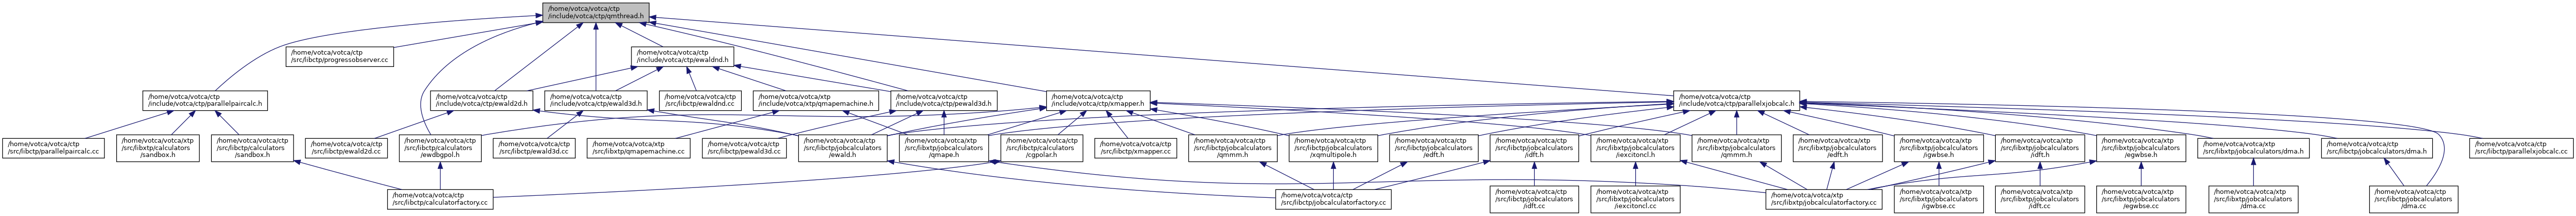 /home/votca/votca/ctp
/include/votca/ctp/qmthread.h
/home/votca/votca/ctp
/src/libctp/progressobserver.cc
/home/votca/votca/ctp
/include/votca/ctp/ewaldnd.h
/home/votca/votca/ctp
/include/votca/ctp/parallelpaircalc.h
/home/votca/votca/ctp
/include/votca/ctp/ewald2d.h
/home/votca/votca/ctp
/include/votca/ctp/ewald3d.h
/home/votca/votca/ctp
/src/libctp/ewaldnd.cc
/home/votca/votca/xtp
/include/votca/xtp/qmapemachine.h
/home/votca/votca/ctp
/include/votca/ctp/pewald3d.h
/home/votca/votca/ctp
/include/votca/ctp/xmapper.h
/home/votca/votca/ctp
/include/votca/ctp/parallelxjobcalc.h
/home/votca/votca/ctp
/src/libctp/parallelpaircalc.cc
/home/votca/votca/xtp
/src/libxtp/calculators
/sandbox.h
/home/votca/votca/ctp
/src/libctp/calculators
/sandbox.h
/home/votca/votca/ctp
/src/libctp/ewald2d.cc
/home/votca/votca/ctp
/src/libctp/calculators
/ewdbgpol.h
/home/votca/votca/ctp
/src/libctp/ewald3d.cc
/home/votca/votca/xtp
/src/libxtp/qmapemachine.cc
/home/votca/votca/ctp
/src/libctp/pewald3d.cc
/home/votca/votca/ctp
/src/libctp/jobcalculators
/ewald.h
/home/votca/votca/xtp
/src/libxtp/jobcalculators
/qmape.h
/home/votca/votca/ctp
/src/libctp/calculators
/cgpolar.h
/home/votca/votca/ctp
/src/libctp/xmapper.cc
/home/votca/votca/ctp
/src/libctp/jobcalculators
/qmmm.h
/home/votca/votca/ctp
/src/libctp/jobcalculators
/xqmultipole.h
/home/votca/votca/ctp
/src/libctp/jobcalculators
/edft.h
/home/votca/votca/ctp
/src/libctp/jobcalculators
/idft.h
/home/votca/votca/xtp
/src/libxtp/jobcalculators
/iexcitoncl.h
/home/votca/votca/xtp
/src/libxtp/jobcalculators
/qmmm.h
/home/votca/votca/xtp
/src/libxtp/jobcalculators
/edft.h
/home/votca/votca/xtp
/src/libxtp/jobcalculators
/igwbse.h
/home/votca/votca/xtp
/src/libxtp/jobcalculators
/idft.h
/home/votca/votca/xtp
/src/libxtp/jobcalculators
/egwbse.h
/home/votca/votca/xtp
/src/libxtp/jobcalculators/dma.h
/home/votca/votca/ctp
/src/libctp/jobcalculators/dma.h
/home/votca/votca/ctp
/src/libctp/parallelxjobcalc.cc
/home/votca/votca/ctp
/src/libctp/calculatorfactory.cc
/home/votca/votca/ctp
/src/libctp/jobcalculatorfactory.cc
/home/votca/votca/ctp
/src/libctp/jobcalculators
/idft.cc
/home/votca/votca/xtp
/src/libxtp/jobcalculators
/iexcitoncl.cc
/home/votca/votca/xtp
/src/libxtp/jobcalculatorfactory.cc
/home/votca/votca/xtp
/src/libxtp/jobcalculators
/igwbse.cc
/home/votca/votca/xtp
/src/libxtp/jobcalculators
/idft.cc
/home/votca/votca/xtp
/src/libxtp/jobcalculators
/egwbse.cc
/home/votca/votca/xtp
/src/libxtp/jobcalculators
/dma.cc
/home/votca/votca/ctp
/src/libctp/jobcalculators
/dma.cc